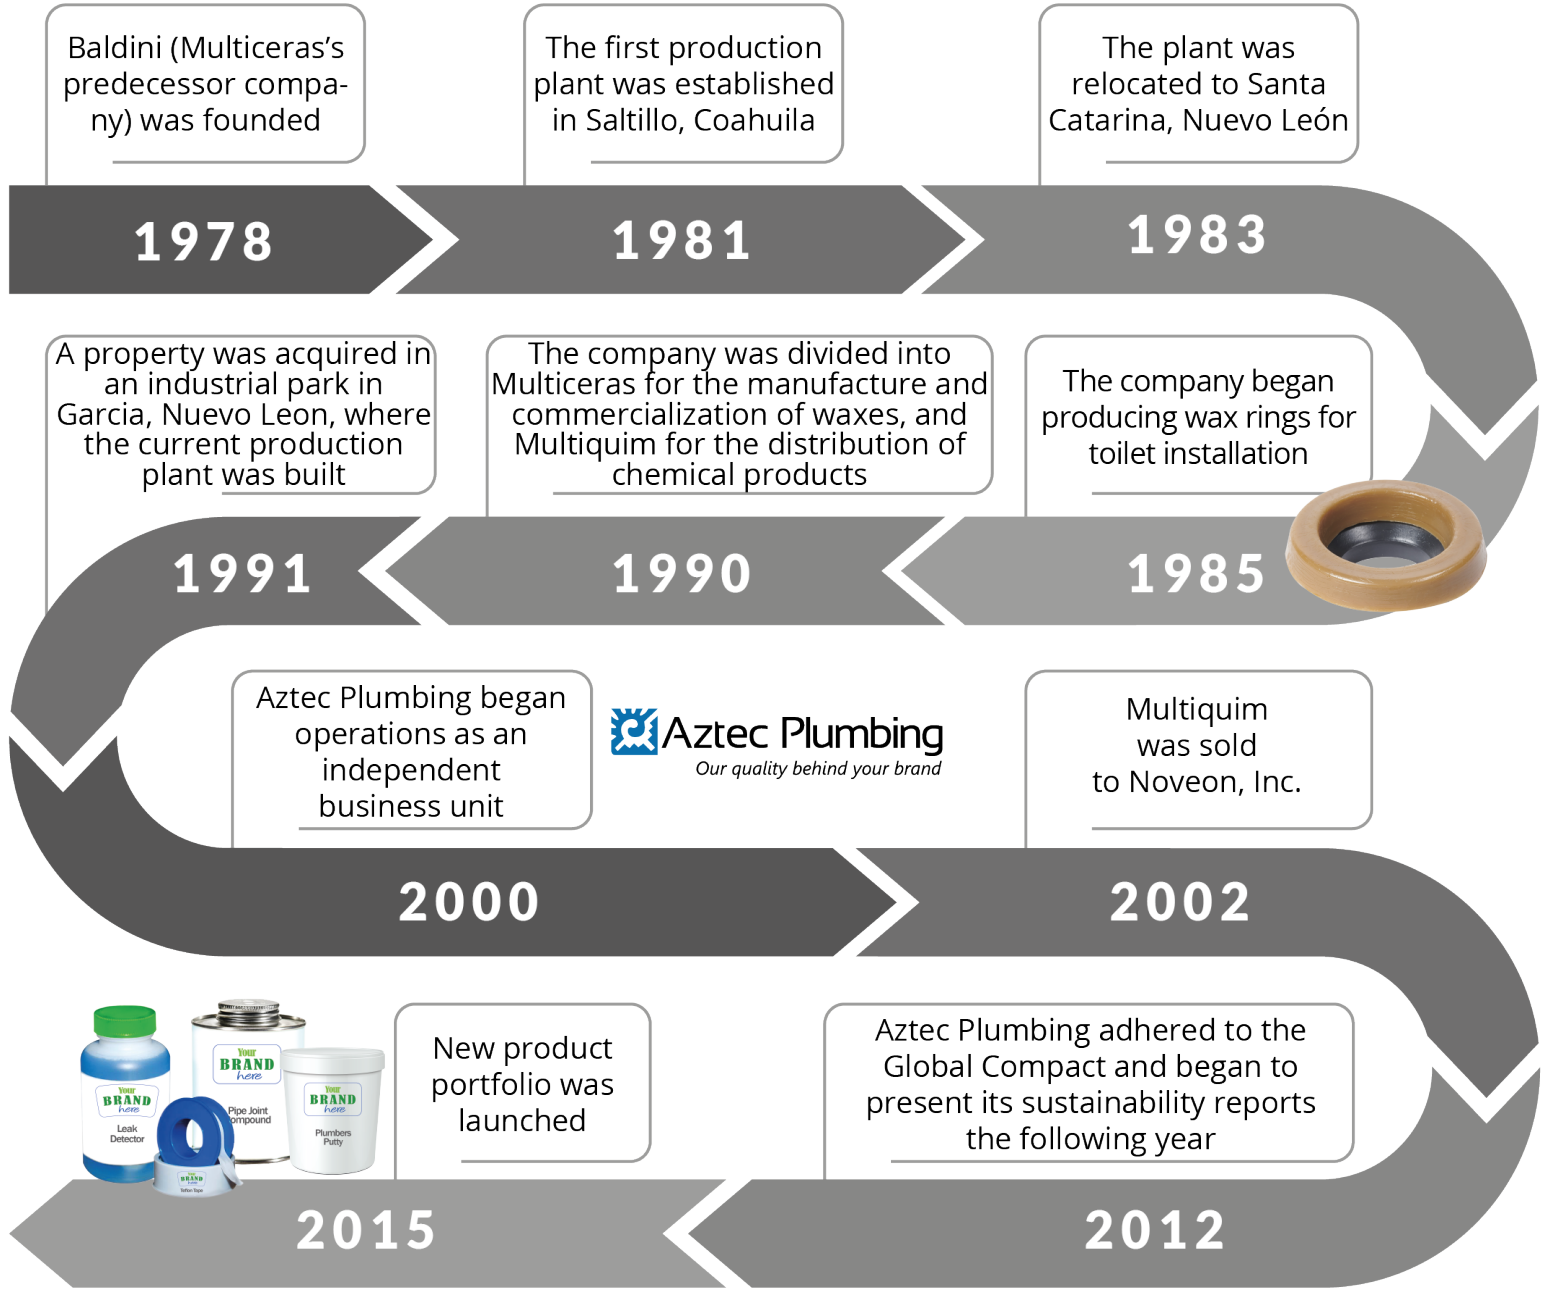 Baldini (Multiceras’s
predecessor compa-
ny) was founded
The first production
plant was established
in Saltillo, Coahuila
The plant was
relocated to Santa
Catarina, Nuevo León
1978
1981
1983
A property was acquired in
an industrial park in
Garcia, Nuevo Leon, where
the current production
plant was built
The company was divided into
Multiceras for the manufacture and
commercialization of waxes, and
Multiquim for the distribution of
chemical products
The company began
producing wax rings for
toilet installation
1991
1990
1985
Aztec Plumbing began
operations as an
independent
business unit
Aztec Plumbing
Our quality behind your brand
Multiquim
was sold
to Noveon, Inc.
2000
2002
Your
BRAND
here
Leak
Detector
Your
BRAND
here
Pipe Joint
ompound
Your
BRAND
here
Plumbers
Putty
Your
BRAND
here
Teflon Tape
New product
portfolio was
launched
Aztec Plumbing adhered to the
Global Compact and began to
present its sustainability reports
the following year
2015
2012